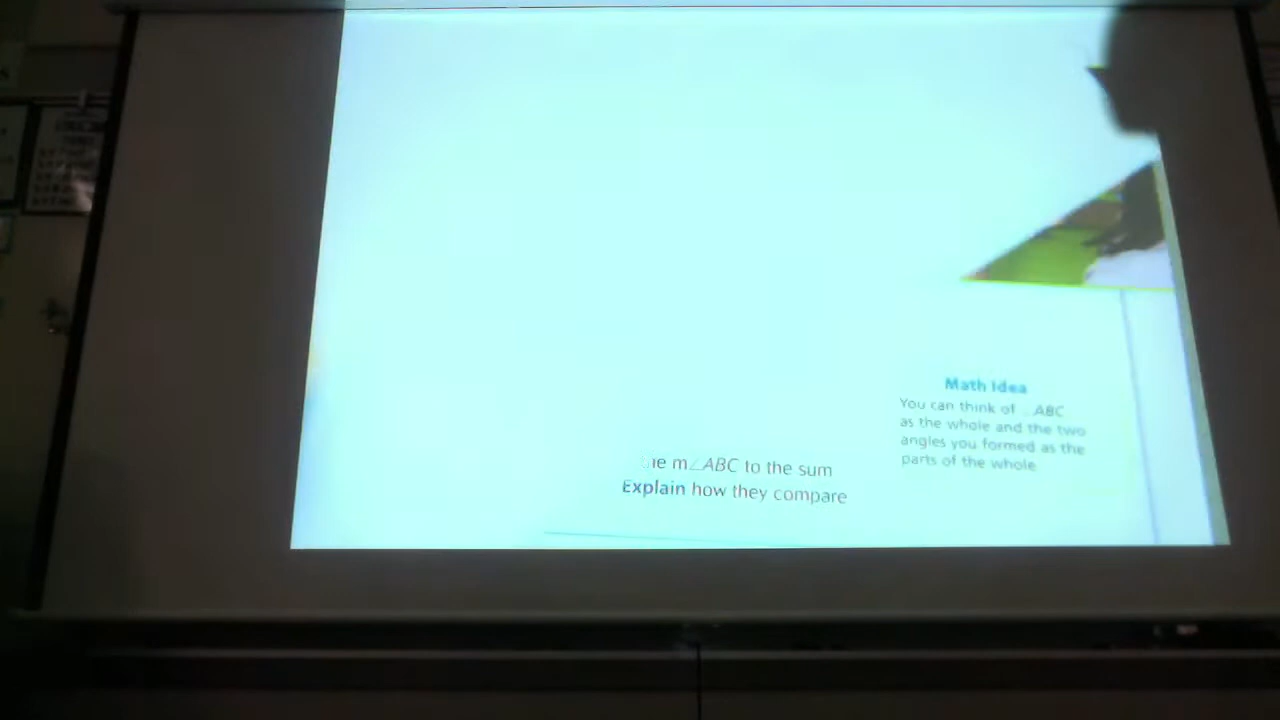 Math Idea
You can think of ∠ABC
as the whole and the two
angles you formed as the
parts of the whole
m∠ABC to the sum
Explain how they compare